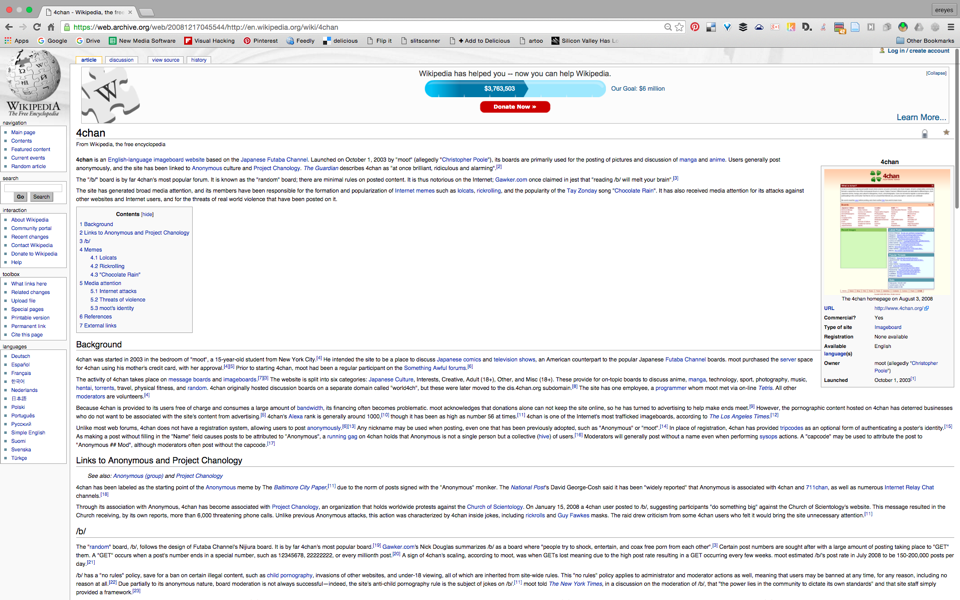 4chan - Wikipedia, the free
ereyes
https://web.archive.org/web/20081217045544/http://en.wikipedia.org/wiki/4chan
Apps Google Drive New Media Software Visual Hacking Pinterest Feedly delicious Flip it slitscanner + Add to Delicious artoo Silicon Valley Has Other Bookmarks
Log in / create account
article discussion view source history
WIKIPEDIA
The Free Encyclopedia
Wikipedia has helped you -- now you can help Wikipedia.
[Collapse]
$3,763,503
Our Goal: $6 million
Donate Now »
Learn More...
navigation
Main page
Contents
Featured content
Current events
Random article
search
Go Search
interaction
About Wikipedia
Community portal
Recent changes
Contact Wikipedia
Donate to Wikipedia
Help
toolbox
What links here
Related changes
Upload file
Special pages
Printable version
Permanent link
Cite this page
languages
Deutsch
Español
Français
한국어
Nederlands
日本語
Polski
Português
Русский
Simple English
Suomi
Svenska
Türkçe
4chan
From Wikipedia, the free encyclopedia
4chan is an English-language imageboard website based on the Japanese Futaba Channel. Launched on October 1, 2003 by "moot" (allegedly "Christopher Poole"), its boards are primarily used for the posting of pictures and discussion of manga and anime. Users generally post
anonymously, and the site has been linked to Anonymous culture and Project Chanology. The Guardian describes 4chan as "at once brilliant, ridiculous and alarming".[2]
The "/b/" board is by far 4chan's most popular forum. It is known as the "random" board; there are minimal rules on posted content. It is thus notorious on the Internet; Gawker.com once claimed in jest that "reading /b/ will melt your brain".[3]
The site has generated broad media attention, and its members have been responsible for the formation and popularization of Internet memes such as lolcats, rickrolling, and the popularity of the Tay Zonday song "Chocolate Rain". It has also received media attention for its attacks against
other websites and Internet users, and for the threats of real world violence that have been posted on it.
Contents [hide]
1 Background
2 Links to Anonymous and Project Chanology
3 /b/
4 Memes
4.1 Lolcats
4.2 Rickrolling
4.3 "Chocolate Rain"
5 Media attention
5.1 Internet attacks
5.2 Threats of violence
5.3 moot's identity
6 References
7 External links
4chan
4chan
The 4chan homepage on August 3, 2008
URL http://www.4chan.org/
Commercial? Yes
Type of site Imageboard
Registration None available
Available language(s) English
Owner moot (allegedly "Christopher Poole")
Launched October 1, 2003[1]
Background
4chan was started in 2003 in the bedroom of "moot", a 15-year-old student from New York City.[4] He intended the site to be a place to discuss Japanese comics and television shows, an American counterpart to the popular Japanese Futaba Channel boards. moot purchased the server space
for 4chan using his mother's credit card, with her approval.[4][5] Prior to starting 4chan, moot had been a regular participant on the Something Awful forums.[6]
The activity of 4chan takes place on message boards and imageboards.[7][3] The website is split into six categories: Japanese Culture, Interests, Creative, Adult (18+), Other, and Misc (18+). These provide for on-topic boards to discuss anime, manga, technology, sport, photography, music,
hentai, torrents, travel, physical fitness, and random. 4chan originally hosted discussion boards on a separate domain called "world4ch", but these were later moved to the dis.4chan.org subdomain.[8] The site has one employee, a programmer whom moot met via on-line Tetris. All other
moderators are volunteers.[4]
Because 4chan is provided to its users free of charge and consumes a large amount of bandwidth, its financing often becomes problematic. moot acknowledges that donations alone can not keep the site online, so he has turned to advertising to help make ends meet.[9] However, the pornographic content hosted on 4chan has deterred businesses
who do not want to be associated with the site's content from advertising.[6] 4chan's Alexa rank is generally around 1000,[10] though it has been as high as number 56 at times.[11] 4chan is one of the Internet's most trafficked imageboards, according to The Los Angeles Times.[12]
Unlike most web forums, 4chan does not have a registration system, allowing users to post anonymously.[8][13] Any nickname may be used when posting, even one that has been previously adopted, such as "Anonymous" or "moot".[14] In place of registration, 4chan has provided tripcodes as an optional form of authenticating a poster's identity.[15]
As making a post without filling in the "Name" field causes posts to be attributed to "Anonymous", a running gag on 4chan holds that Anonymous is not a single person but a collective (hive) of users.[16] Moderators will generally post without a name even when performing sysops actions. A "capcode" may be used to attribute the post to
"Anonymous ## Mod", although moderators often post without the capcode.[17]
Links to Anonymous and Project Chanology
See also: Anonymous (group) and Project Chanology
4chan has been labeled as the starting point of the Anonymous meme by The Baltimore City Paper,[11] due to the norm of posts signed with the "Anonymous" moniker. The National Post's David George-Cosh said it has been "widely reported" that Anonymous is associated with 4chan and 711chan, as well as numerous Internet Relay Chat
channels.[18]
Through its association with Anonymous, 4chan has become associated with Project Chanology, an organization that holds worldwide protests against the Church of Scientology. On January 15, 2008 a 4chan user posted to /b/, suggesting participants "do something big" against the Church of Scientology's website. This message resulted in the
Church receiving, by its own reports, more than 6,000 threatening phone calls. Unlike previous Anonymous attacks, this action was characterized by 4chan inside jokes, including rickrolls and Guy Fawkes masks. The raid drew criticism from some 4chan users who felt it would bring the site unnecessary attention.[11]
/b/
The "random" board, /b/, follows the design of Futaba Channel's Nijiura board. It is by far 4chan's most popular board.[19] Gawker.com's Nick Douglas summarizes /b/ as a board where "people try to shock, entertain, and coax free porn from each other".[3] Certain post numbers are sought after with a large amount of posting taking place to "GET"
them. A "GET" occurs when a post's number ends in a special number, such as 12345678, 22222222, or every millionth post.[20] A sign of 4chan's scaling, according to moot, was when GETs lost meaning due to the high post rate resulting in a GET occurring every few weeks. moot estimated /b/'s post rate in July 2008 to be 150-200,000 posts per
day.[21]
/b/ has a "no rules" policy, save for a ban on certain illegal content, such as child pornography, invasions of other websites, and under-18 viewing, all of which are inherited from site-wide rules. This "no rules" policy applies to administrator and moderator actions as well, meaning that users may be banned at any time, for any reason, including no
reason at all.[22] Due partially to its anonymous nature, board moderation is not always successful—indeed, the site's anti-child pornography rule is the subject of jokes on /b/.[11] moot told The New York Times, in a discussion on the moderation of /b/, that "the power lies in the community to dictate its own standards" and that site staff simply
provided a framework.[23]